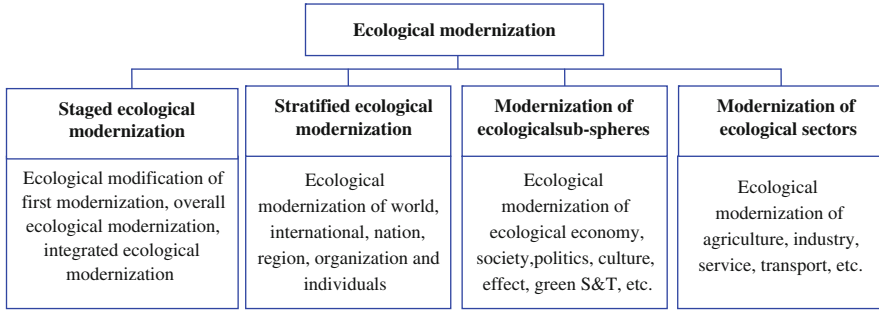 Ecological modernization
Staged ecological
modernization
Ecological modification of
first modernization, overall
ecological modernization,
integrated ecological
modernization
Stratified ecological
modernization
Ecological
modernization of world,
international, nation,
region, organization and
individuals
Modernization of
ecologicalsub-spheres
Ecological
modernization of
ecological economy,
society,politics, culture,
effect, green S&T, etc.
Modernization of
ecological sectors
Ecological
modernization of
agriculture, industry,
service, transport, etc.